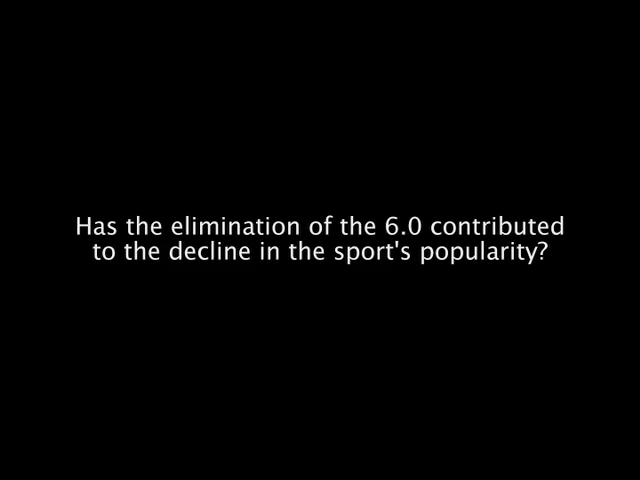 Has the elimination of the 6.0 contributed
to the decline in the sport's popularity?